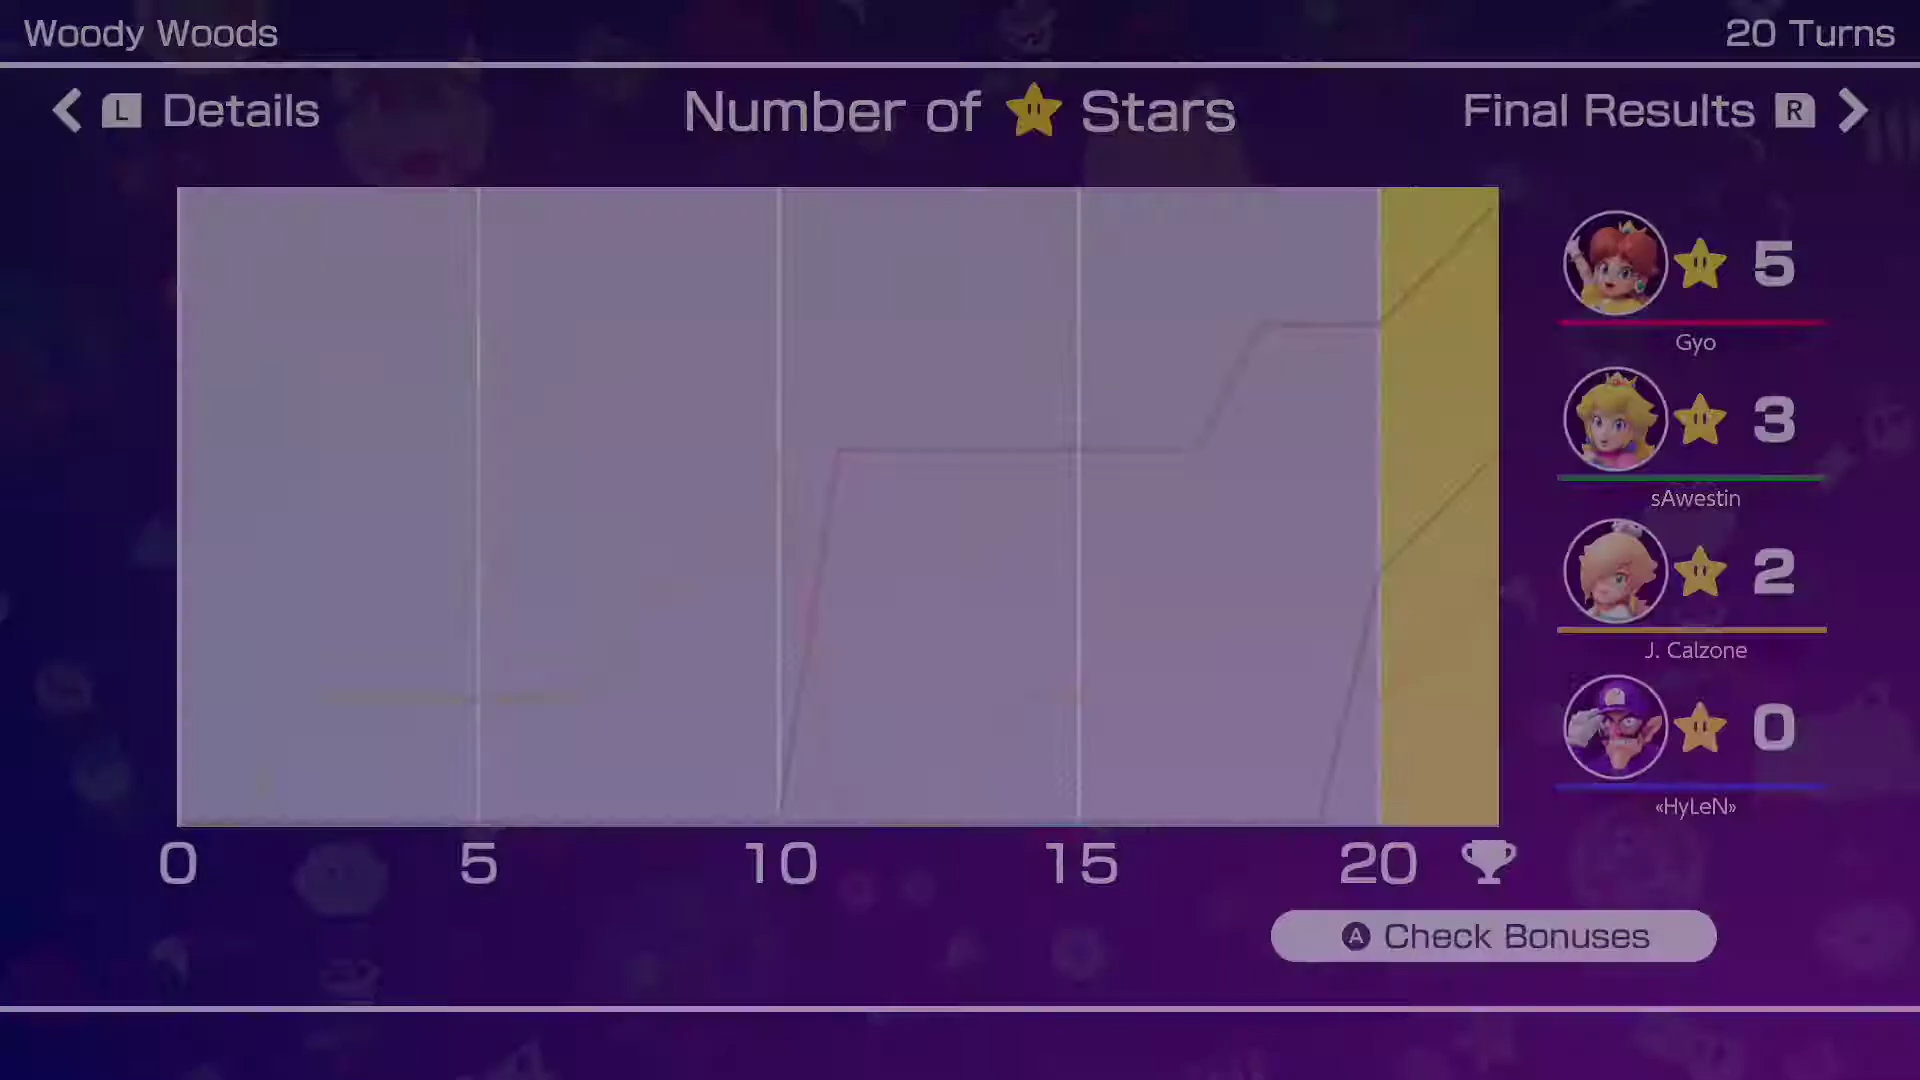 Woody Woods
20 Turns
L Details
Number of Stars
Final Results R
5
Gyo
3
sAwestin
2
J. Calzone
0
«HyLeN»
0 5 10 15 20
A Check Bonuses